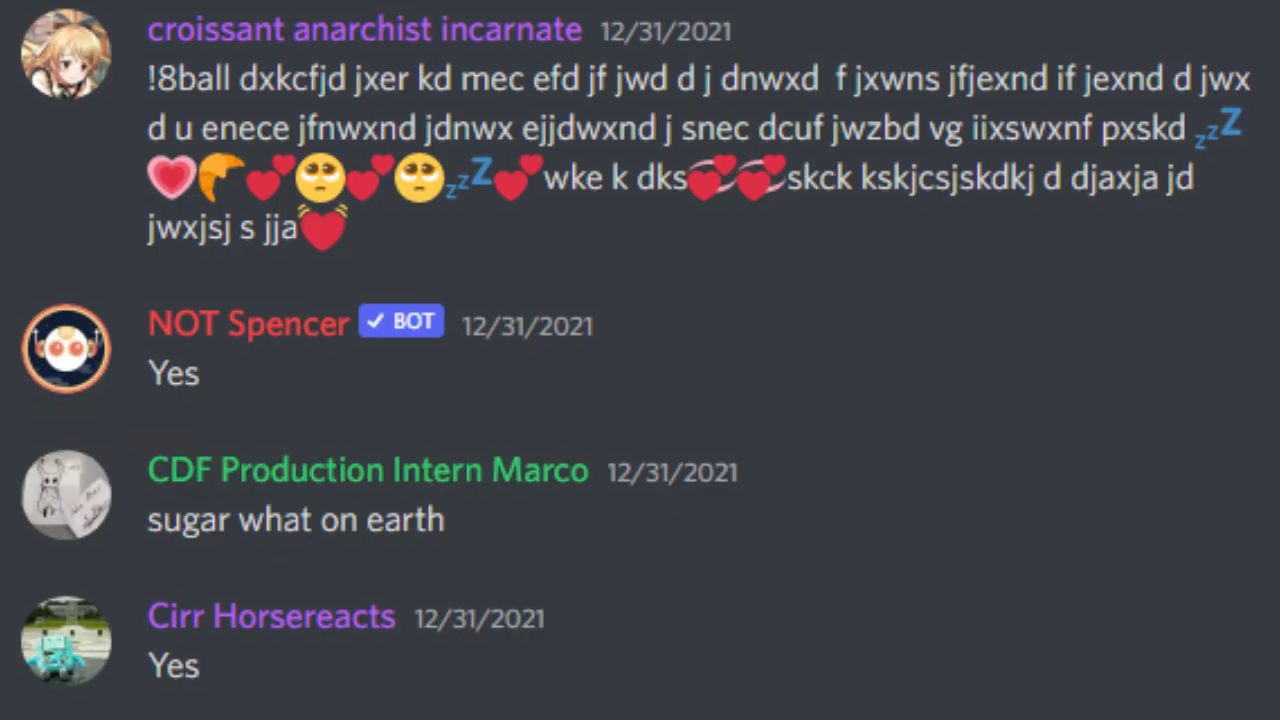 croissant anarchist incarnate 12/31/2021
!8ball dxkcfjd jxer kd mec efd jf jwd d j dnwxd f jxwns jfjexnd if jexnd d jwx
d u enece jfnwxnd jdnwx ejjdwxnd j snec dcuf jwzbd vg iixswxnf pxskd 💤
💗🥐💕🥺💕🥺💤💕wke k dks💞💞skck kskjcsjskdkj d djaxja jd
jwxjsj s jja💓
NOT Spencer ✓ BOT 12/31/2021
Yes
CDF Production Intern Marco 12/31/2021
sugar what on earth
Cirr Horsereacts 12/31/2021
Yes